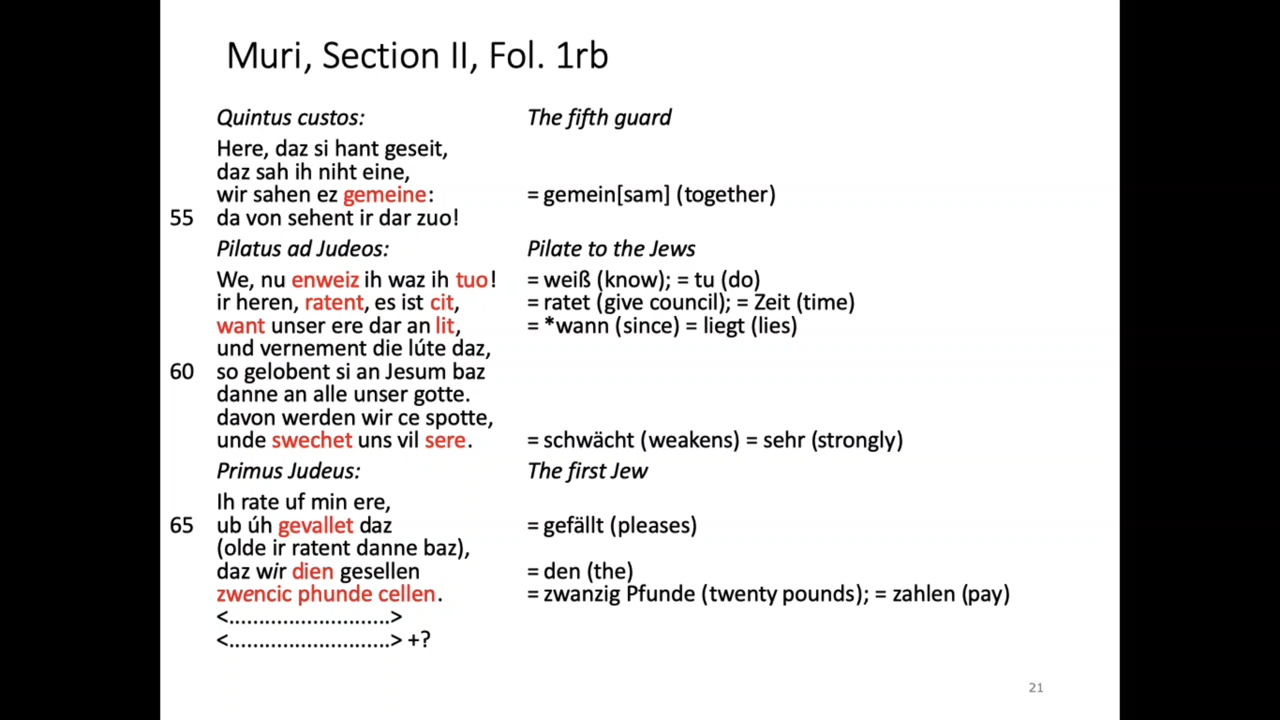 Muri, Section II, Fol. 1rb
Quintus custos: The fifth guard
Here, daz si hant geseit,
daz sah ih niht eine,
wir sahen ez gemeine: = gemein[sam] (together)
55 da von sehent ir dar zuo!
Pilatus ad Judeos: Pilate to the Jews
We, nu enweiz ih waz ih tuo! = weiß (know); = tu (do)
ir heren, ratent, es ist cit, = ratet (give council); = Zeit (time)
want unser ere dar an lit, = *wann (since) = liegt (lies)
und vernement die lúte daz,
60 so gelobent si an Jesum baz
danne an alle unser gotte.
davon werden wir ce spotte,
unde swechet uns vil sere. = schwächt (weakens) = sehr (strongly)
Primus Judeus: The first Jew
Ih rate uf min ere,
65 ub úh gevallet daz = gefällt (pleases)
(olde ir ratent danne baz),
daz wir dien gesellen = den (the)
zwencic phunde cellen. = zwanzig Pfunde (twenty pounds); = zahlen (pay)
<............................>
<............................> +?
21